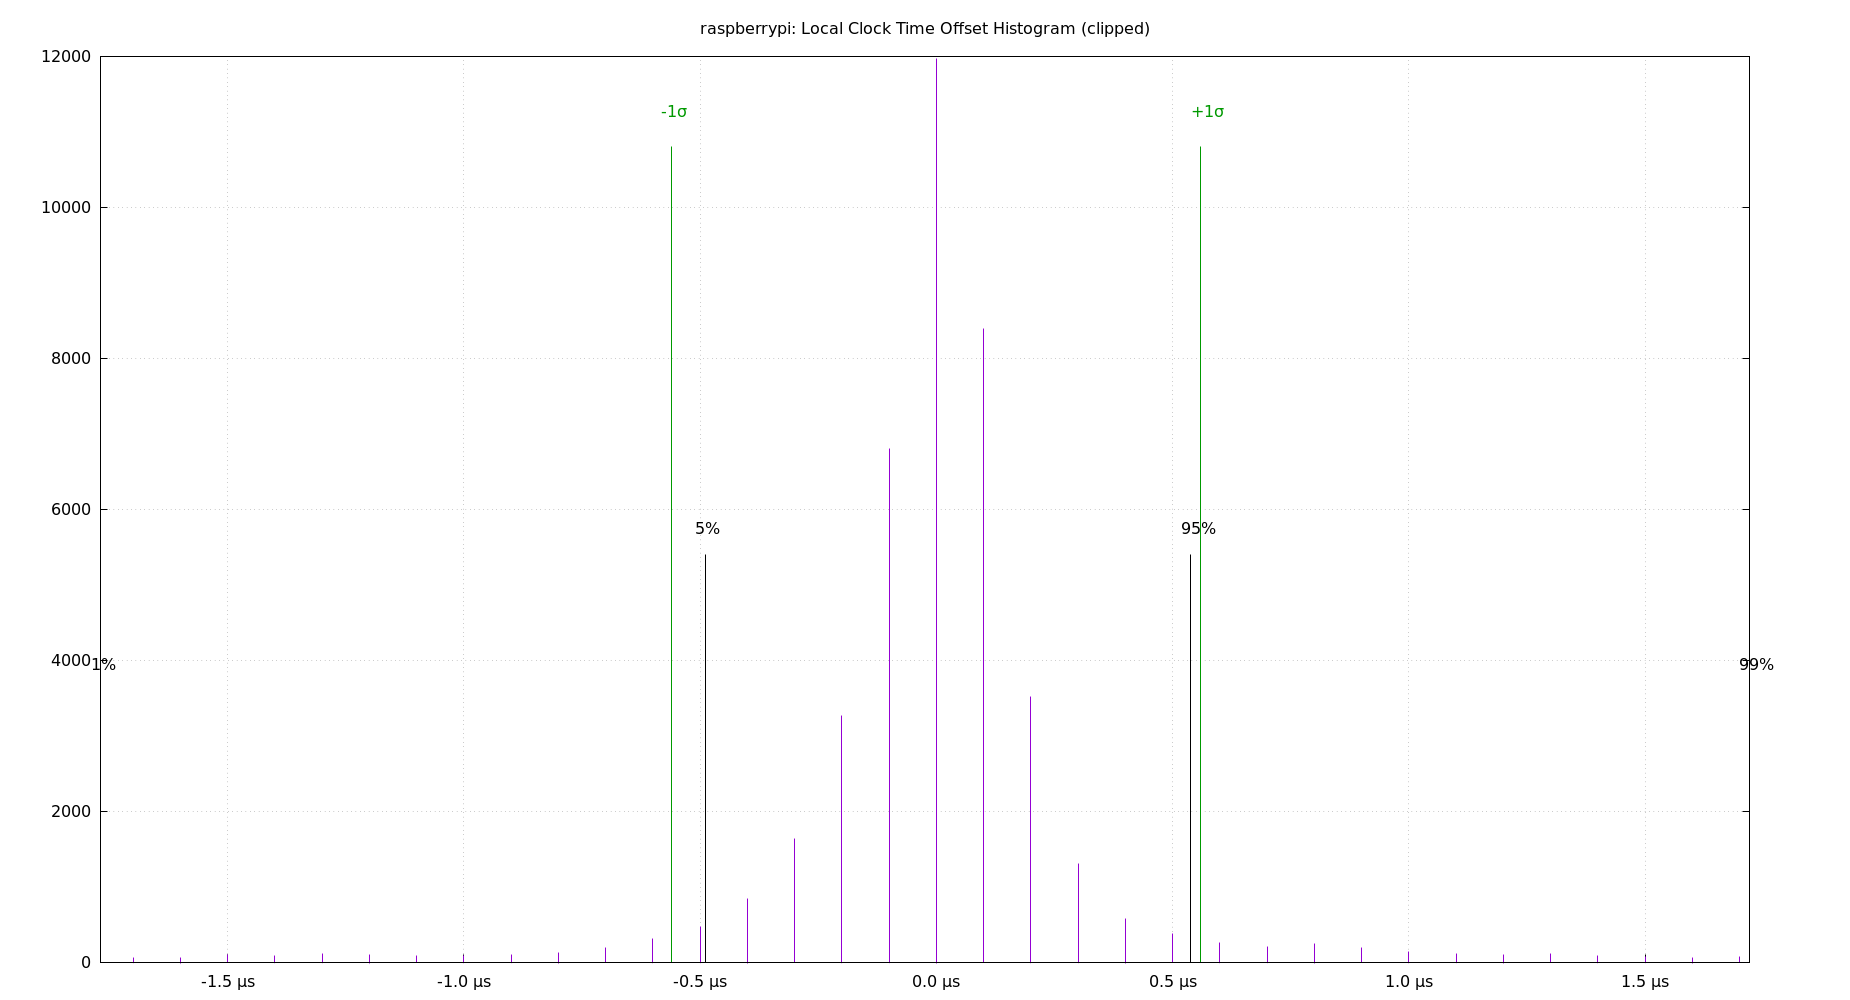 raspberrypi: Local Clock Time Offset Histogram (clipped)
12000
-1σ
+1σ
10000
8000
6000
5%
95%
4000
1%
99%
2000
0
-1.5 µs
-1.0 µs
-0.5 µs
0.0 µs
0.5 µs
1.0 µs
1.5 µs